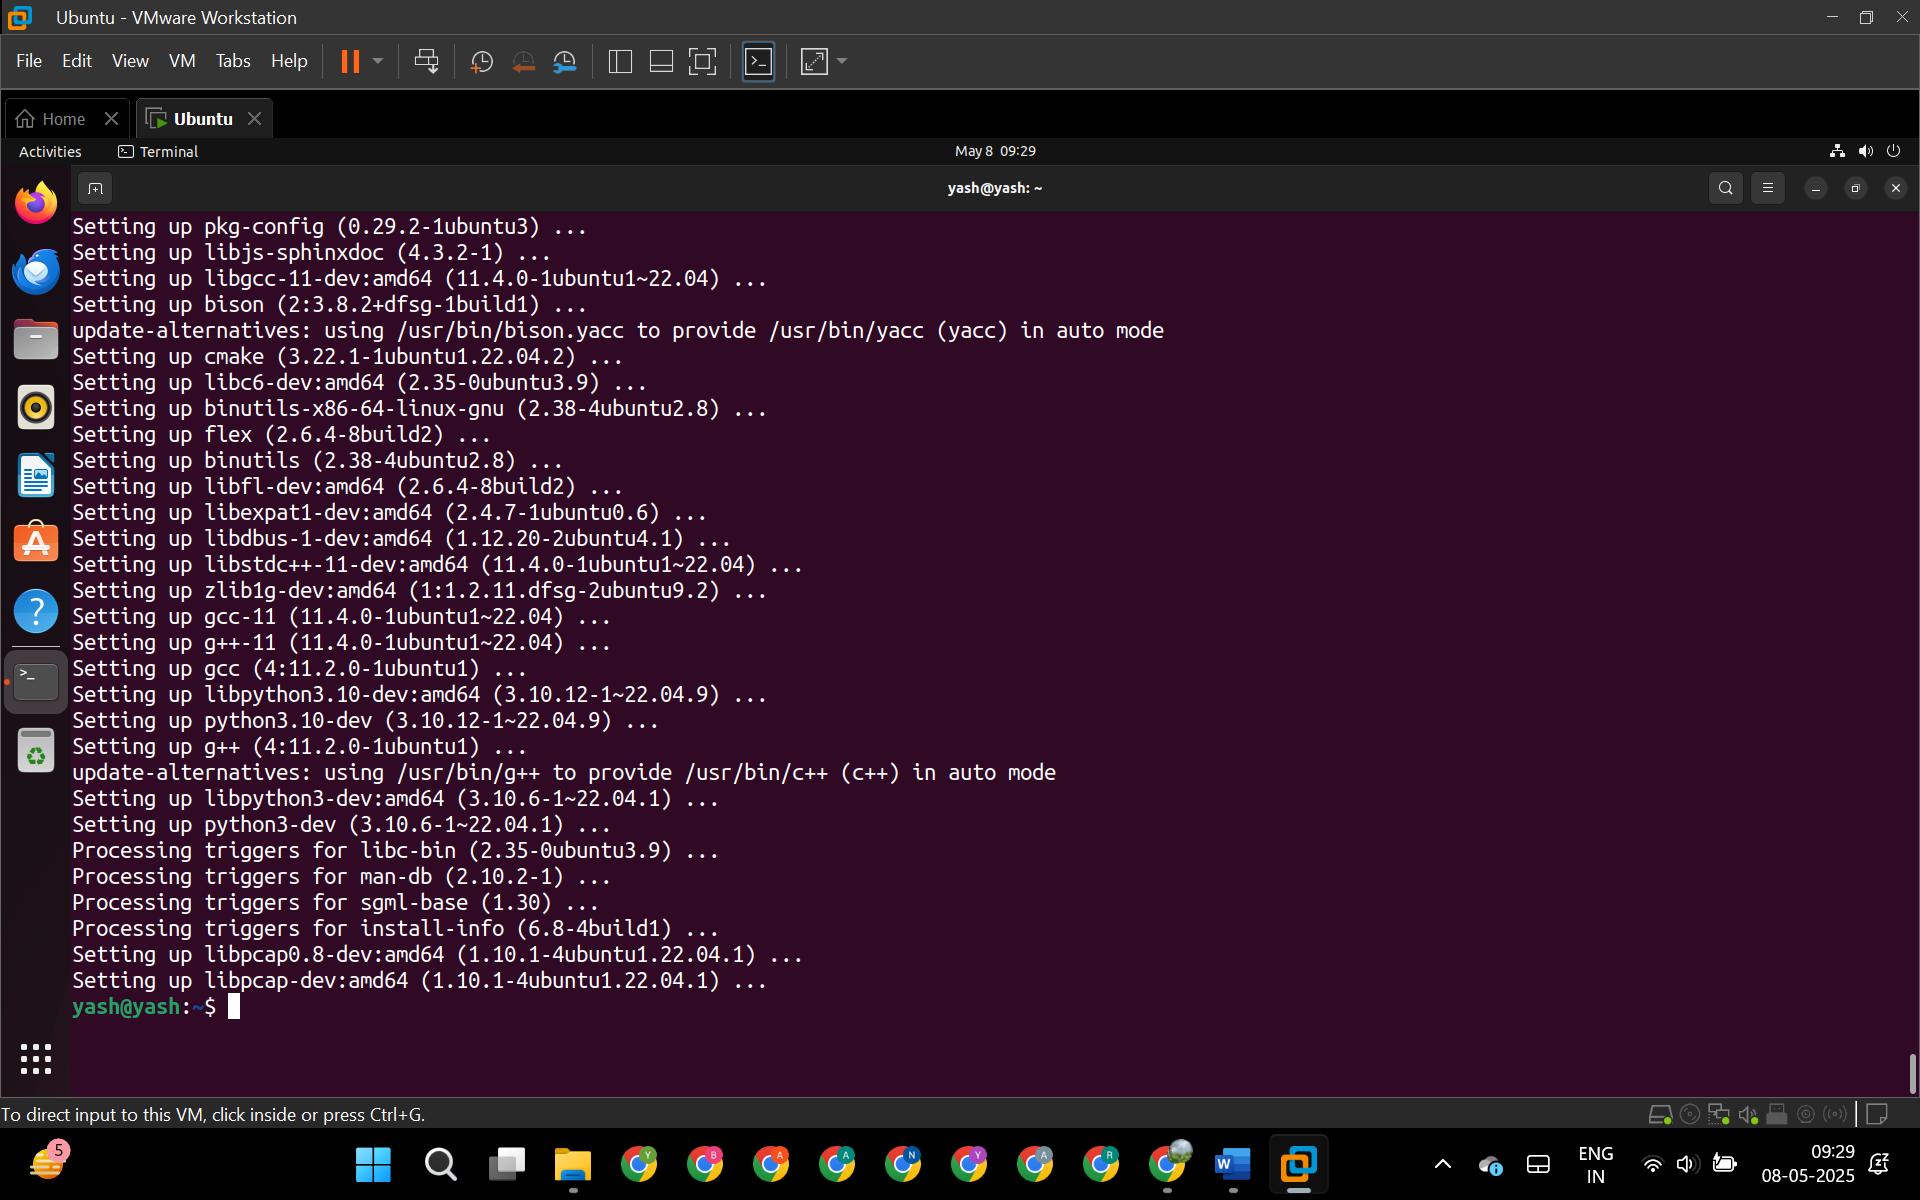 Ubuntu - VMware Workstation
File Edit View VM Tabs Help
Home Ubuntu
Activities Terminal May 8 09:29
yash@yash: ~
Setting up pkg-config (0.29.2-1ubuntu3) ...
Setting up libjs-sphinxdoc (4.3.2-1) ...
Setting up libgcc-11-dev:amd64 (11.4.0-1ubuntu1~22.04) ...
Setting up bison (2:3.8.2+dfsg-1build1) ...
update-alternatives: using /usr/bin/bison.yacc to provide /usr/bin/yacc (yacc) in auto mode
Setting up cmake (3.22.1-1ubuntu1.22.04.2) ...
Setting up libc6-dev:amd64 (2.35-0ubuntu3.9) ...
Setting up binutils-x86-64-linux-gnu (2.38-4ubuntu2.8) ...
Setting up flex (2.6.4-8build2) ...
Setting up binutils (2.38-4ubuntu2.8) ...
Setting up libfl-dev:amd64 (2.6.4-8build2) ...
Setting up libexpat1-dev:amd64 (2.4.7-1ubuntu0.6) ...
Setting up libdbus-1-dev:amd64 (1.12.20-2ubuntu4.1) ...
Setting up libstdc++-11-dev:amd64 (11.4.0-1ubuntu1~22.04) ...
Setting up zlib1g-dev:amd64 (1:1.2.11.dfsg-2ubuntu9.2) ...
Setting up gcc-11 (11.4.0-1ubuntu1~22.04) ...
Setting up g++-11 (11.4.0-1ubuntu1~22.04) ...
Setting up gcc (4:11.2.0-1ubuntu1) ...
Setting up libpython3.10-dev:amd64 (3.10.12-1~22.04.9) ...
Setting up python3.10-dev (3.10.12-1~22.04.9) ...
Setting up g++ (4:11.2.0-1ubuntu1) ...
update-alternatives: using /usr/bin/g++ to provide /usr/bin/c++ (c++) in auto mode
Setting up libpython3-dev:amd64 (3.10.6-1~22.04.1) ...
Setting up python3-dev (3.10.6-1~22.04.1) ...
Processing triggers for libc-bin (2.35-0ubuntu3.9) ...
Processing triggers for man-db (2.10.2-1) ...
Processing triggers for sgml-base (1.30) ...
Processing triggers for install-info (6.8-4build1) ...
Setting up libpcap0.8-dev:amd64 (1.10.1-4ubuntu1.22.04.1) ...
Setting up libpcap-dev:amd64 (1.10.1-4ubuntu1.22.04.1) ...
yash@yash:~$
To direct input to this VM, click inside or press Ctrl+G.
5 Y B A A N Y A R W ENG 09:29
IN 08-05-2025